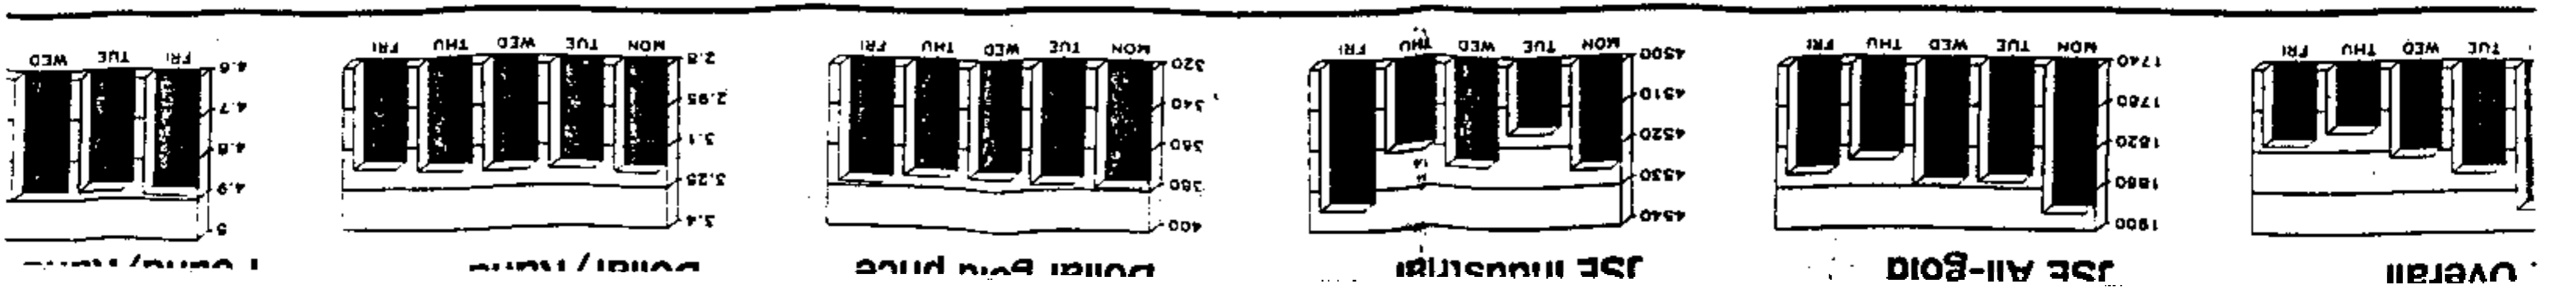 Overall
TUE WED THU FRI
JSE All-gold
1900
1860
1820
1780
1740
MON TUE WED THU FRI
JSE Industrial
4540
4530
4520
4510
4500
MON TUE WED THU FRI
Dollar gold price
400
380
360
340
320
MON TUE WED THU FRI
Dollar/Rand
3.4
3.25
3.1
2.95
2.8
MON TUE WED THU FRI
5
4.9
4.8
4.7
4.6
FRI TUE WED